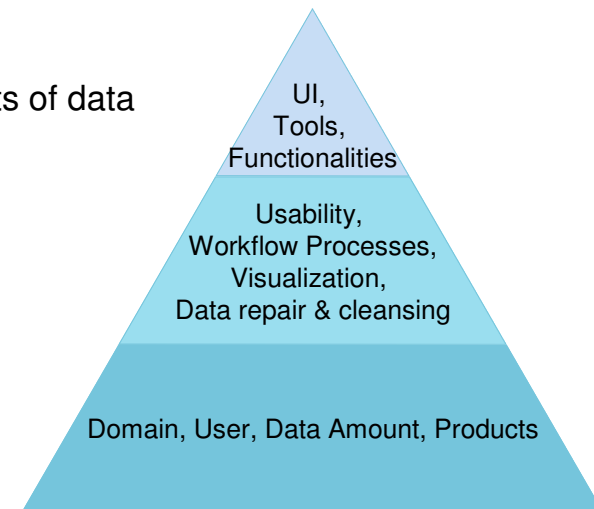 ts of data
UI,
Tools,
Functionalities
Usability,
Workflow Processes,
Visualization,
Data repair & cleansing
Domain, User, Data Amount, Products